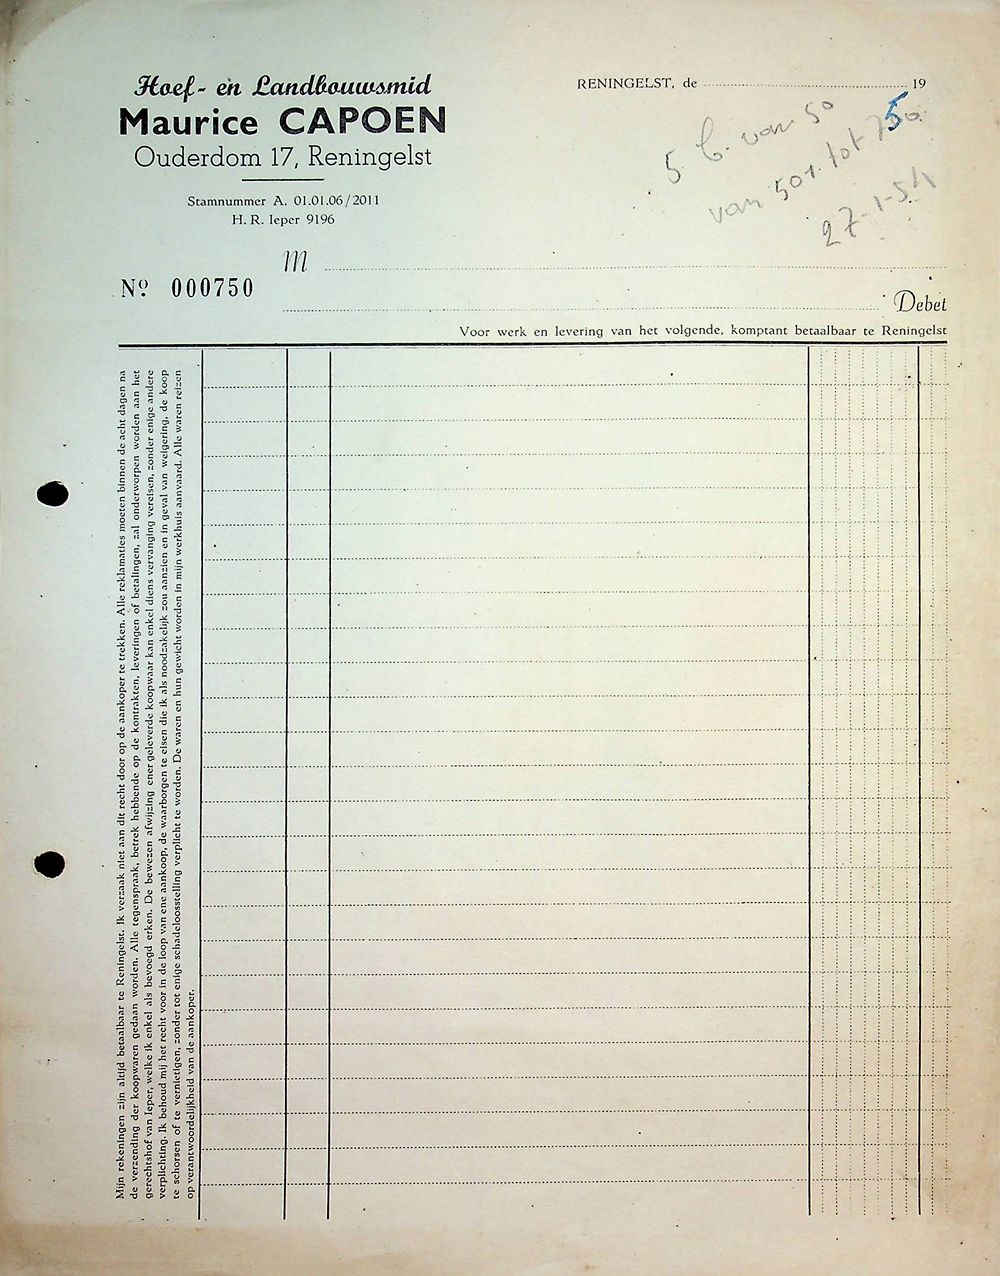 Hoef- en Landbouwsmid
Maurice CAPOEN
Ouderdom 17, Reningelst
Stamnummer A. 01.01.06/2011
H. R. Ieper 9196
RENINGELST, de 19
5 b. van 50
van 501 tot 750
27-1-54
M
Nº 000750
Debet
Voor werk en levering van het volgende, komptant betaalbaar te Reningelst
Mijn rekeningen zijn altijd betaalbaar te Reningelst. Ik verzaak niet aan dit recht door op de aankoper te trekken. Alle reklamaties moeten binnen de acht dagen na
de verzending der koopwaren gedaan worden. Alle tegenspraak, betrek hebbende op de kontrakten, leveringen of betalingen, zal onderworpen worden aan het
gerechtshof van Ieper, welke ik enkel als bevoegd erken. De bewezen afwijzing ener geleverde koopwaar kan enkel diens vervanging vereisen, zonder enige andere
verplichting. Ik behoud mij het recht voor in de loop van ene aankoop, de waarborgen te eisen die ik als noodzakelijk zou aanzien en in geval van weigering, de koop
te schorsen of te vernietigen, zonder tot enige schadeloosstelling verplicht te worden. De waren en hun gewicht worden in mijn werkhuis aanvaard. Alle waren reizen
op verantwoordelijkheid van de aankoper.